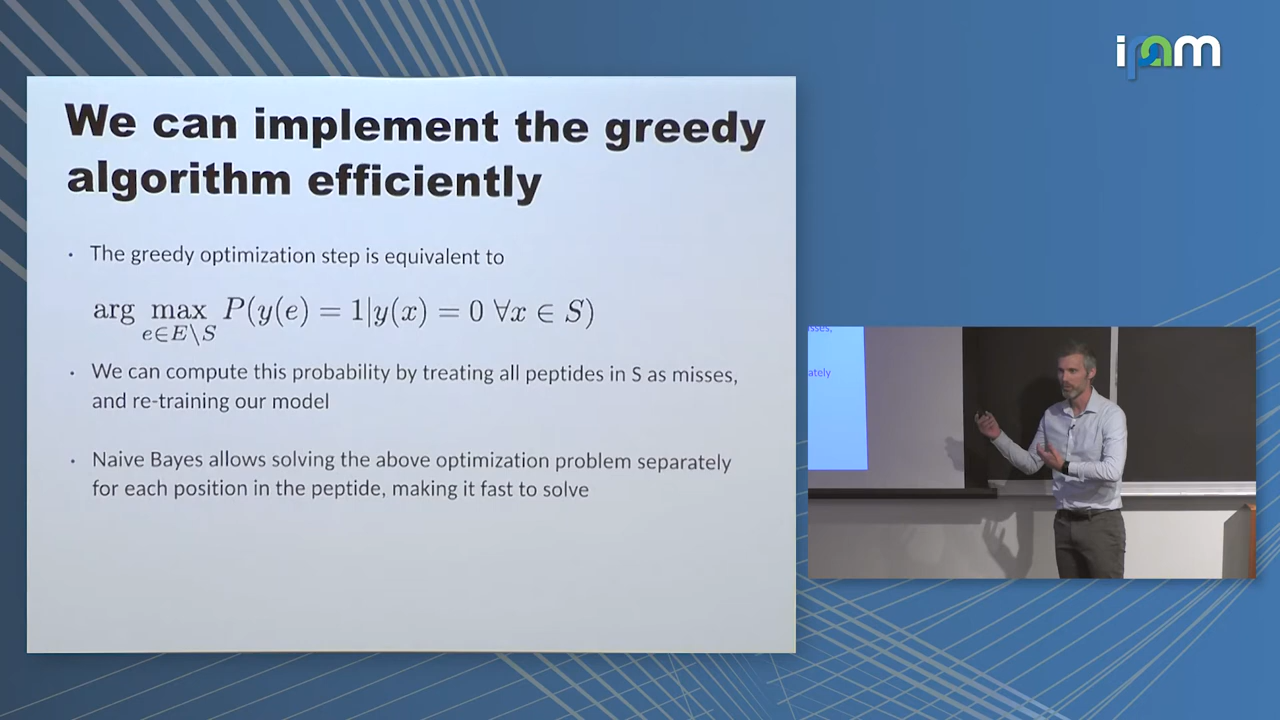 ipam
We can implement the greedy
algorithm efficiently
· The greedy optimization step is equivalent to
arg max P(y(e) = 1|y(x) = 0 ∀x ∈ S)
e∈E\S
· We can compute this probability by treating all peptides in S as misses,
and re-training our model
· Naive Bayes allows solving the above optimization problem separately
for each position in the peptide, making it fast to solve
sses,
ately